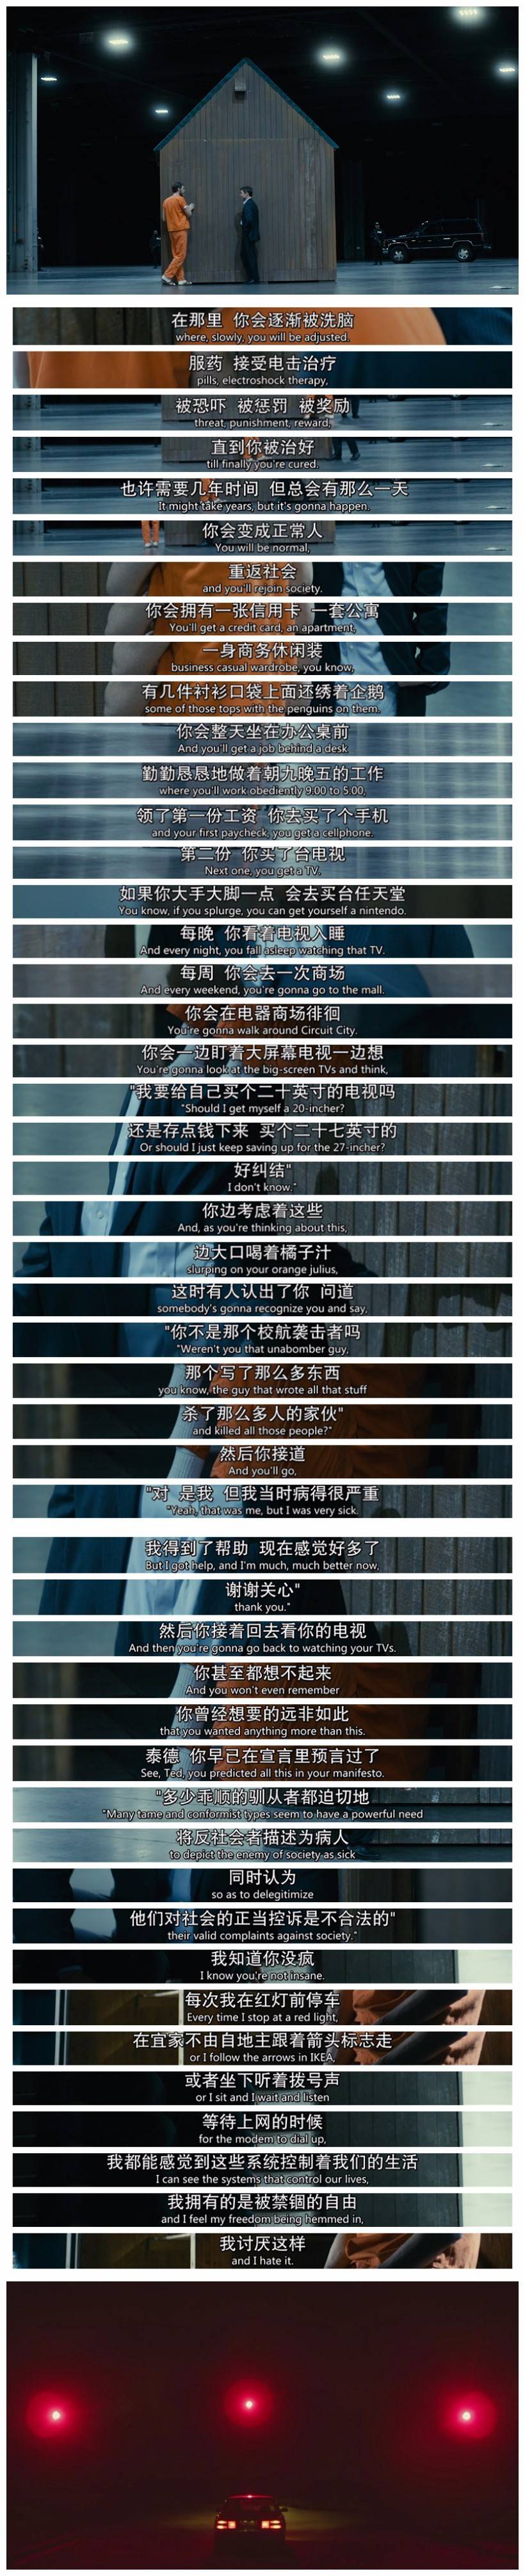 在那里 你会逐渐被洗脑
where, slowly, you will be adjusted.
服药 接受电击治疗
pills, electroshock therapy,
被恐吓 被惩罚 被奖励
threat, punishment, reward,
直到你被治好
till finally you're cured.
也许需要几年时间 但总会有那么一天
It might take years, but it's gonna happen.
你会变成正常人
You will be normal,
重返社会
and you'll rejoin society.
你会拥有一张信用卡 一套公寓
You'll get a credit card, an apartment,
一身商务休闲装
business casual wardrobe, you know,
有几件衬衫口袋上面还绣着企鹅
some of those tops with the penguins on them.
你会整天坐在办公桌前
And you'll get a job behind a desk
勤勤恳恳地做着朝九晚五的工作
where you'll work obediently 9:00 to 5:00,
领了第一份工资 你去买了个手机
and your first paycheck, you get a cellphone.
第二份 你买了台电视
Next one, you get a TV.
如果你大手大脚一点 会去买台任天堂
You know, if you splurge, you can get yourself a nintendo.
每晚 你看着电视入睡
And every night, you fall asleep watching that TV.
每周 你会去一次商场
And every weekend, you're gonna go to the mall.
你会在电器商场徘徊
You're gonna walk around Circuit City.
你会一边盯着大屏幕电视一边想
You're gonna look at the big-screen TVs and think,
"我要给自己买个二十英寸的电视吗
"Should I get myself a 20-incher?
还是存点钱下来 买个二十七英寸的
Or should I just keep saving up for the 27-incher?
好纠结"
I don't know."
你边考虑着这些
And, as you're thinking about this,
边大口喝着橘子汁
slurping on your orange julius,
这时有人认出了你 问道
somebody's gonna recognize you and say,
"你不是那个校航袭击者吗
"Weren't you that unabomber guy,
那个写了那么多东西
you know, the guy that wrote all that stuff
杀了那么多人的家伙"
and killed all those people?"
然后你接道
And you'll go,
"对 是我 但我当时病得很严重
"Yeah, that was me, but I was very sick.
我得到了帮助 现在感觉好多了
But I got help, and I'm much, much better now,
谢谢关心"
thank you."
然后你接着回去看你的电视
And then you're gonna go back to watching your TVs.
你甚至都想不起来
And you won't even remember
你曾经想要的远非如此
that you wanted anything more than this.
泰德 你早已在宣言里预言过了
See, Ted, you predicted all this in your manifesto.
"多少乖顺的驯从者都迫切地
"Many tame and conformist types seem to have a powerful need
将反社会者描述为病人
to depict the enemy of society as sick
同时认为
so as to delegitimize
他们对社会的正当控诉是不合法的"
their valid complaints against society."
我知道你没疯
I know you're not insane.
每次我在红灯前停车
Every time I stop at a red light,
在宜家不由自地主跟着箭头标志走
or I follow the arrows in IKEA,
或者坐下听着拨号声
or I sit and I wait and listen
等待上网的时候
for the modem to dial up,
我都能感觉到这些系统控制着我们的生活
I can see the systems that control our lives,
我拥有的是被禁锢的自由
and I feel my freedom being hemmed in,
我讨厌这样
and I hate it.